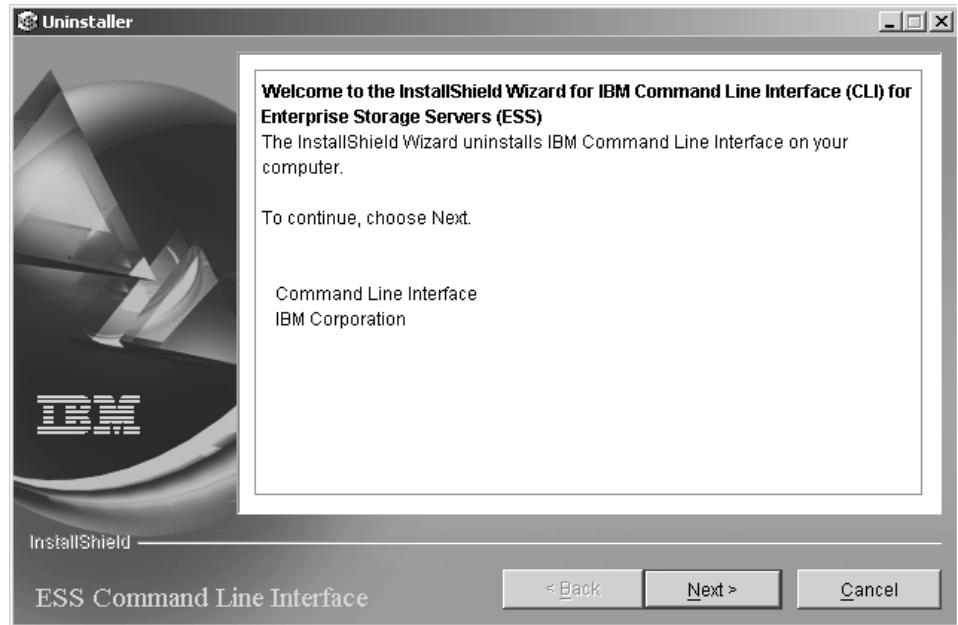 Uninstaller
Welcome to the InstallShield Wizard for IBM Command Line Interface (CLI) for
Enterprise Storage Servers (ESS)
The InstallShield Wizard uninstalls IBM Command Line Interface on your
computer.
To continue, choose Next.
Command Line Interface
IBM Corporation
IBM
InstallShield
ESS Command Line Interface
< Back
Next >
Cancel